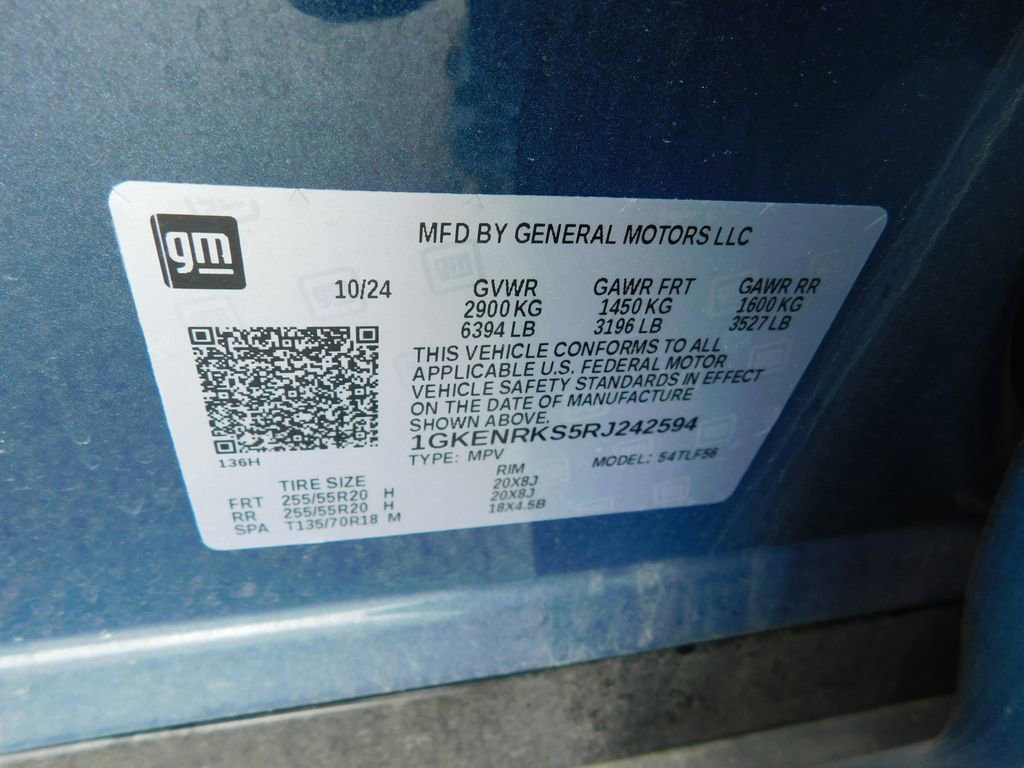 gm
MFD BY GENERAL MOTORS LLC
10/24 GVWR GAWR FRT GAWR RR
2900 KG 1450 KG 1600 KG
6394 LB 3196 LB 3527 LB
THIS VEHICLE CONFORMS TO ALL
APPLICABLE U.S. FEDERAL MOTOR
VEHICLE SAFETY STANDARDS IN EFFECT
ON THE DATE OF MANUFACTURE
SHOWN ABOVE.
1GKENRKS5RJ242594
136H
TYPE: MPV MODEL: 54TLF56
TIRE SIZE RIM
FRT 255/55R20 H 20X8J
RR 255/55R20 H 20X8J
SPA T135/70R18 M 18X4.5B